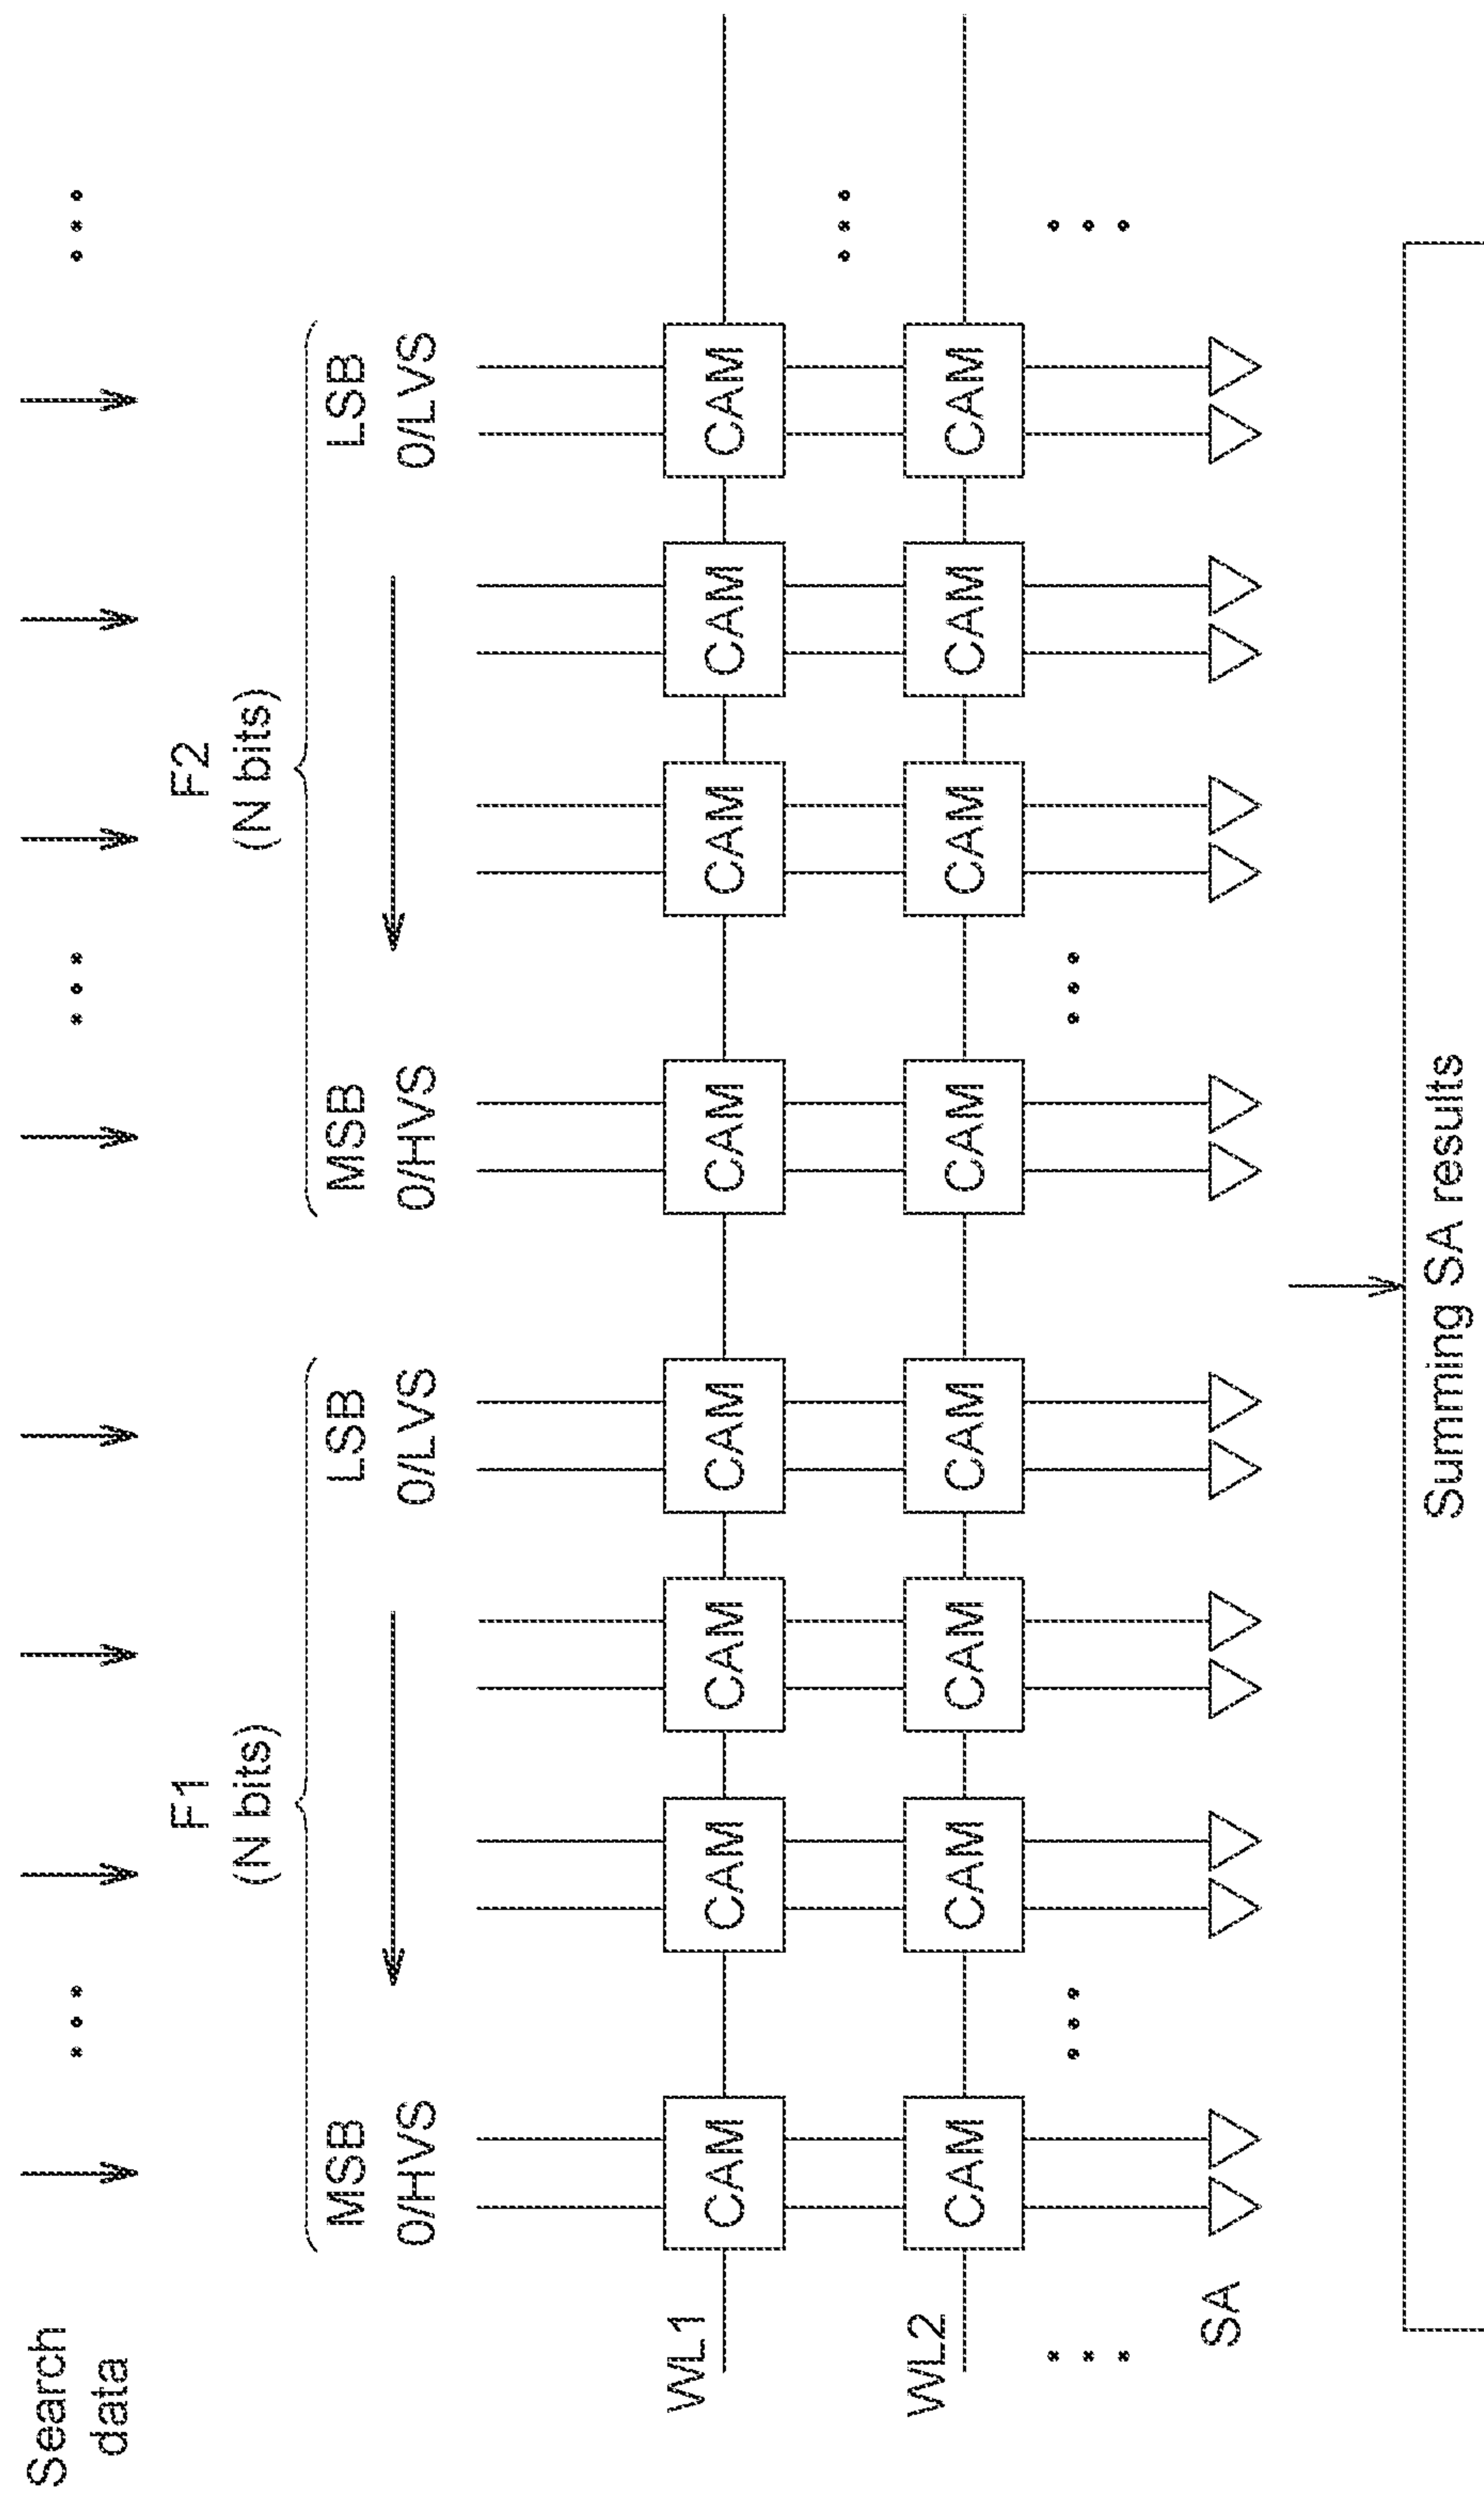 Search
data
F1
(N bits)
F2
(N bits)
MSB
LSB
MSB
LSB
0/HVS
0/LVS
0/HVS
0/LVS
WL1
CAM CAM CAM CAM CAM CAM CAM CAM
WL2
CAM CAM CAM CAM CAM CAM CAM CAM
SA
Summing SA results